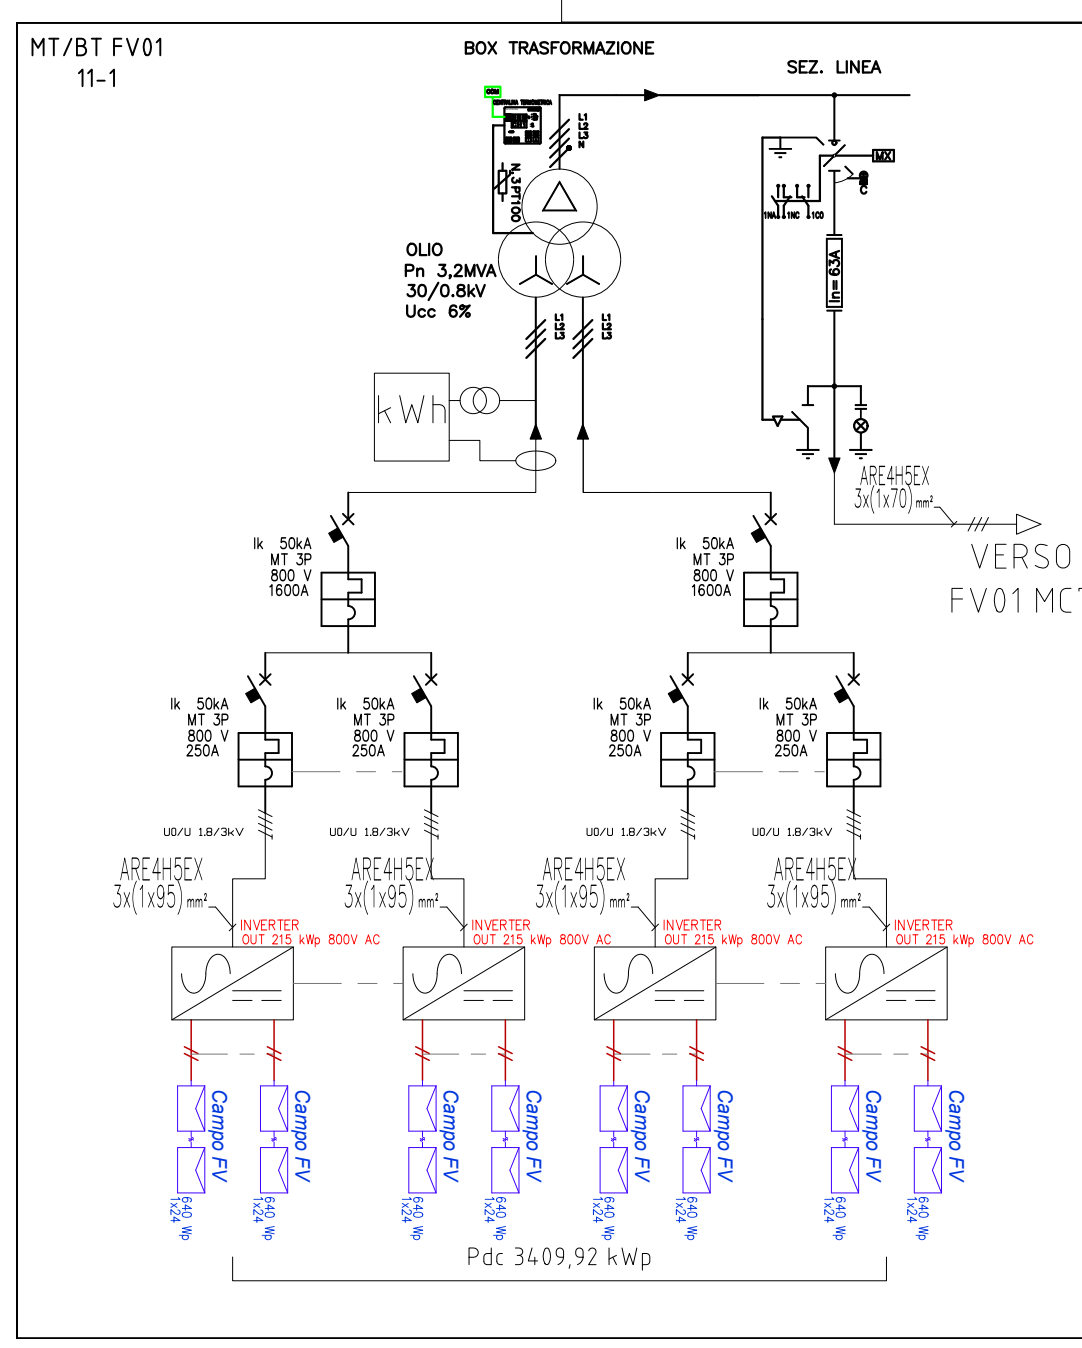 MT/BT FV01
11-1
BOX TRASFORMAZIONE
SEZ. LINEA
COM
CENTRALINA TERMOMETRICA
L1
L2
L3
N
N.3PT100
MX
1NA
1NC
1CO
In= 63A
OLIO
Pn 3,2MVA
30/0.8kV
Ucc 6%
L1
L2
L3
L1
L2
L3
kWh
ARE4H5EX
3x(1x70) mm²
VERSO
FV01 MC
Ik 50kA
MT 3P
800 V
1600A
Ik 50kA
MT 3P
800 V
1600A
Ik 50kA
MT 3P
800 V
250A
Ik 50kA
MT 3P
800 V
250A
Ik 50kA
MT 3P
800 V
250A
Ik 50kA
MT 3P
800 V
250A
U0/U 1.8/3kV
U0/U 1.8/3kV
U0/U 1.8/3kV
U0/U 1.8/3kV
ARE4H5EX
3x(1x95) mm²
ARE4H5EX
3x(1x95) mm²
ARE4H5EX
3x(1x95) mm²
ARE4H5EX
3x(1x95) mm²
INVERTER
OUT 215 kWp 800V AC
INVERTER
OUT 215 kWp 800V AC
INVERTER
OUT 215 kWp 800V AC
INVERTER
OUT 215 kWp 800V AC
Campo FV
Campo FV
Campo FV
Campo FV
Campo FV
Campo FV
Campo FV
Campo FV
640 Wp
1x24
640 Wp
1x24
640 Wp
1x24
640 Wp
1x24
640 Wp
1x24
640 Wp
1x24
640 Wp
1x24
640 Wp
1x24
Pdc 3409,92 kWp